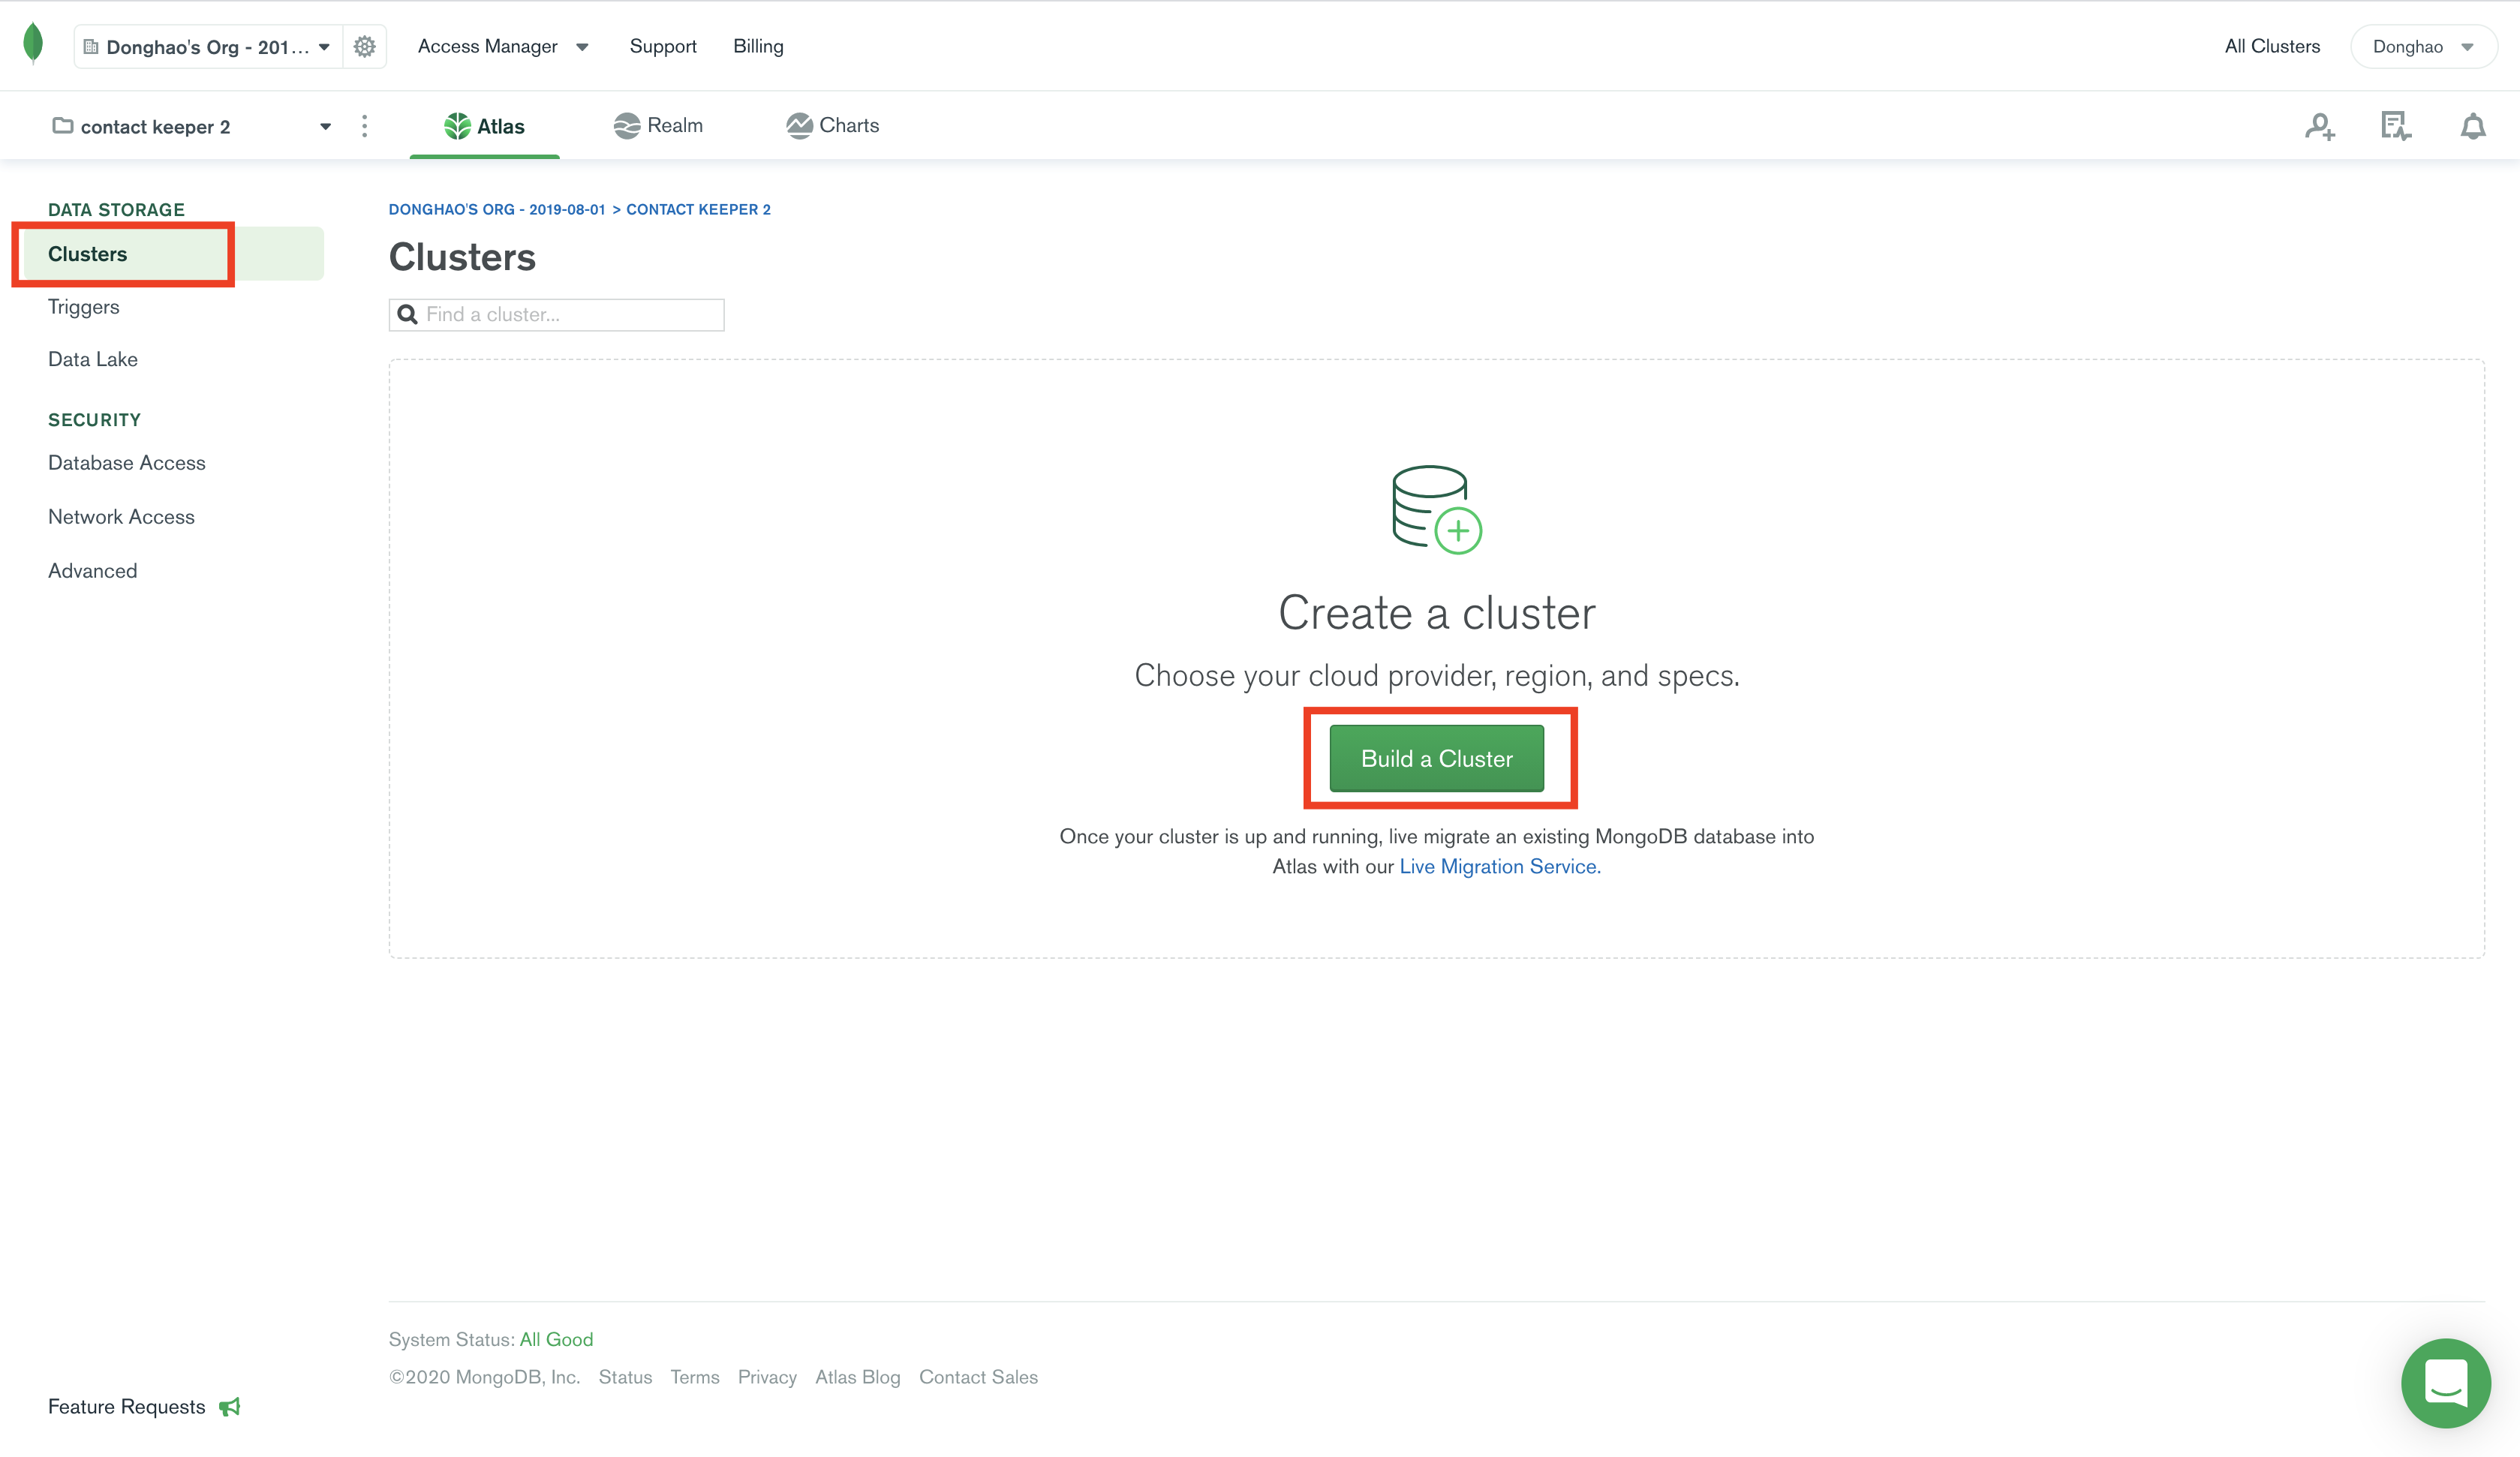 Donghao's Org - 201... Access Manager Support Billing All Clusters Donghao
contact keeper 2 Atlas Realm Charts
DATA STORAGE
Clusters
Triggers
Data Lake
SECURITY
Database Access
Network Access
Advanced
DONGHAO'S ORG - 2019-08-01 > CONTACT KEEPER 2
Clusters
Find a cluster...
Create a cluster
Choose your cloud provider, region, and specs.
Build a Cluster
Once your cluster is up and running, live migrate an existing MongoDB database into
Atlas with our Live Migration Service.
System Status: All Good
©2020 MongoDB, Inc. Status Terms Privacy Atlas Blog Contact Sales
Feature Requests